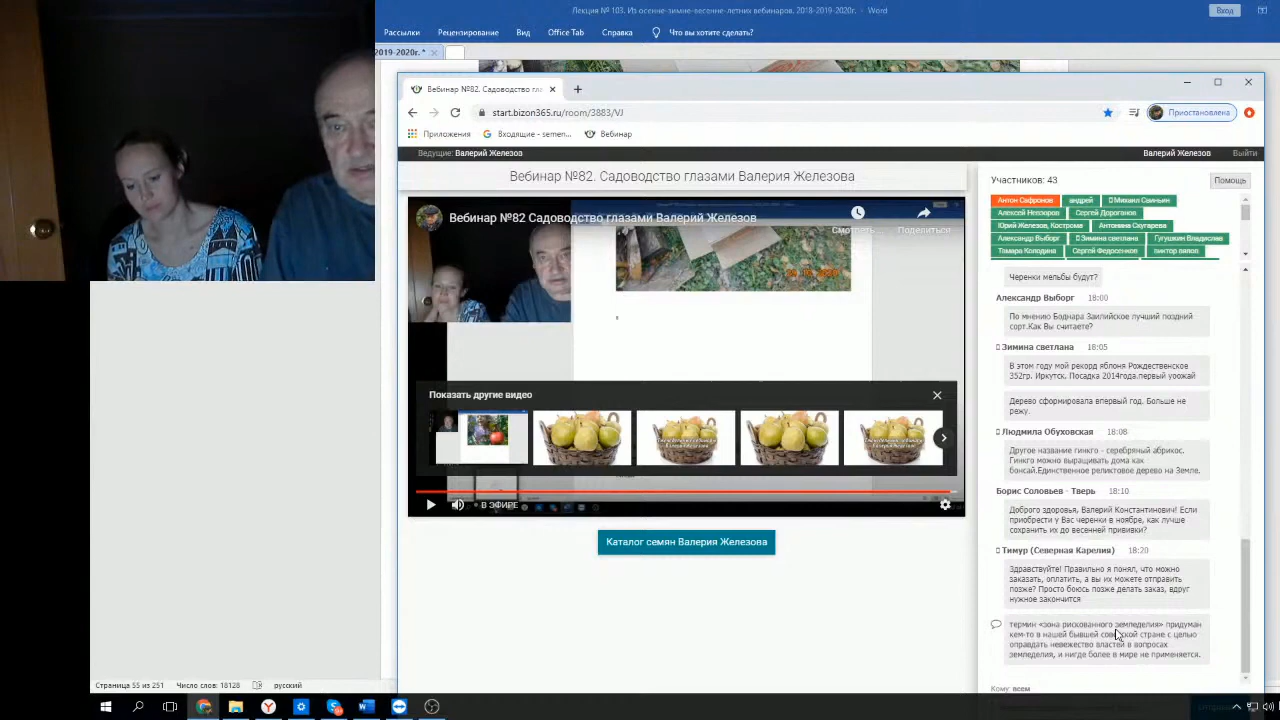 Лекция № 103. Из осенне-зимне-весенне-летних вебинаров. 2018-2019-2020г. - Word
Вход
Рассылки Рецензирование Вид Office Tab Справка Что вы хотите сделать?
2019-2020г. *
Вебинар №82. Садоводство гла
start.bizon365.ru/room/3883/VJ
Приостановлена
Приложения
Входящие - semen...
Вебинар
Ведущие: Валерий Железов
Валерий Железов
Выйти
Вебинар №82. Садоводство глазами Валерия Железова
Вебинар №82 Садоводство глазами Валерий Железов
Смотреть...
Поделиться
Показать другие видео
В ЭФИРЕ
Каталог семян Валерия Железова
Участников: 43
Помощь
Антон Сафронов андрей Михаил Свиньин
Алексей Невзоров Сергей Дороганов
Юрий Железов, Кострома Антонина Скугарева
Александр Выборг Зимина светлана Гугушкин Владислав
Тамара Колодина Сергей Федосенков виктор вялов
Черенки мельбы будут?
Александр Выборг 18:00
По мнению Боднара Заилийское лучший поздний
сорт.Как Вы считаете?
Зимина светлана 18:05
В этом году мой рекорд яблоня Рождественское
352гр. Иркутск. Посадка 2014года.первый уоожай
Дерево сформировала впервый год. Больше не
режу.
Людмила Обуховская 18:08
Другое название гинкго - серебряный абрикос.
Гинкго можно выращивать дома как
бонсай.Единственное реликтовое дерево на Земле.
Борис Соловьев - Тверь 18:10
Доброго здоровья, Валерий Константинович! Если
приобрести у Вас черенки в ноябре, как лучше
сохранить их до весенней прививки?
Тимур (Северная Карелия) 18:20
Здравствуйте! Правильно я понял, что можно
заказать, оплатить, а вы их можете отправить
позже? Просто боюсь позже делать заказ, вдруг
нужное закончится
термин «зона рискованного земледелия» придуман
кем-то в нашей бывшей советской стране с целью
оправдать невежество властей в вопросах
земледелия, и нигде более в мире не применяется.
Кому: всем
Страница 55 из 251
Число слов: 18128
русский